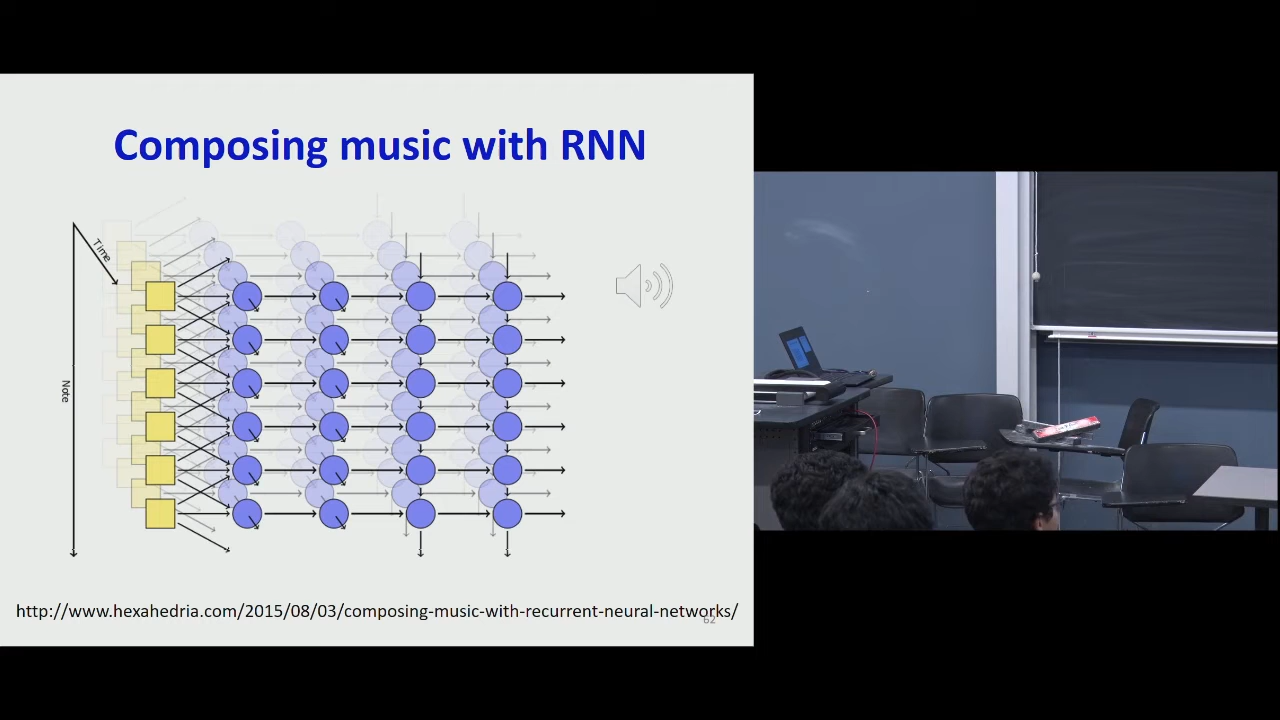 Composing music with RNN
Time
Note
http://www.hexahedria.com/2015/08/03/composing-music-with-recurrent-neural-networks/
62